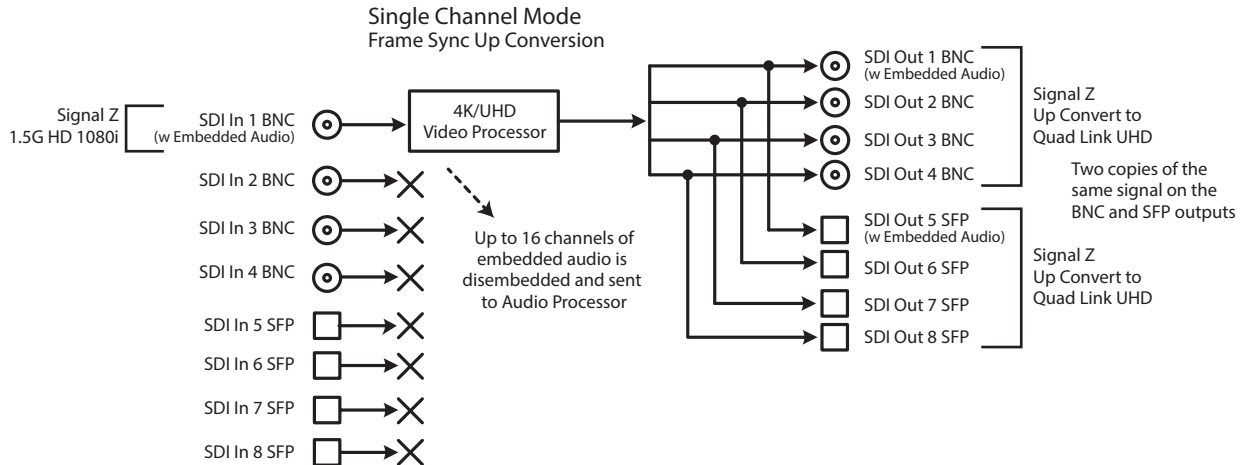 Single Channel Mode
Frame Sync Up Conversion
Signal Z
1.5G HD 1080i
SDI In 1 BNC
(w Embedded Audio)
SDI In 2 BNC
SDI In 3 BNC
SDI In 4 BNC
SDI In 5 SFP
SDI In 6 SFP
SDI In 7 SFP
SDI In 8 SFP
4K/UHD
Video Processor
Up to 16 channels of
embedded audio is
disembedded and sent
to Audio Processor
SDI Out 1 BNC
(w Embedded Audio)
SDI Out 2 BNC
SDI Out 3 BNC
SDI Out 4 BNC
SDI Out 5 SFP
(w Embedded Audio)
SDI Out 6 SFP
SDI Out 7 SFP
SDI Out 8 SFP
Signal Z
Up Convert to
Quad Link UHD
Two copies of the
same signal on the
BNC and SFP outputs
Signal Z
Up Convert to
Quad Link UHD